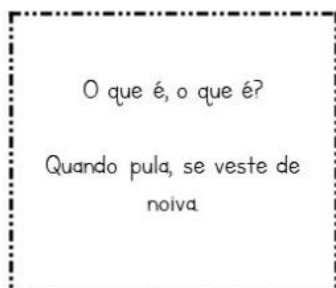 O que é, o que é?
Quando pula, se veste de
noiva